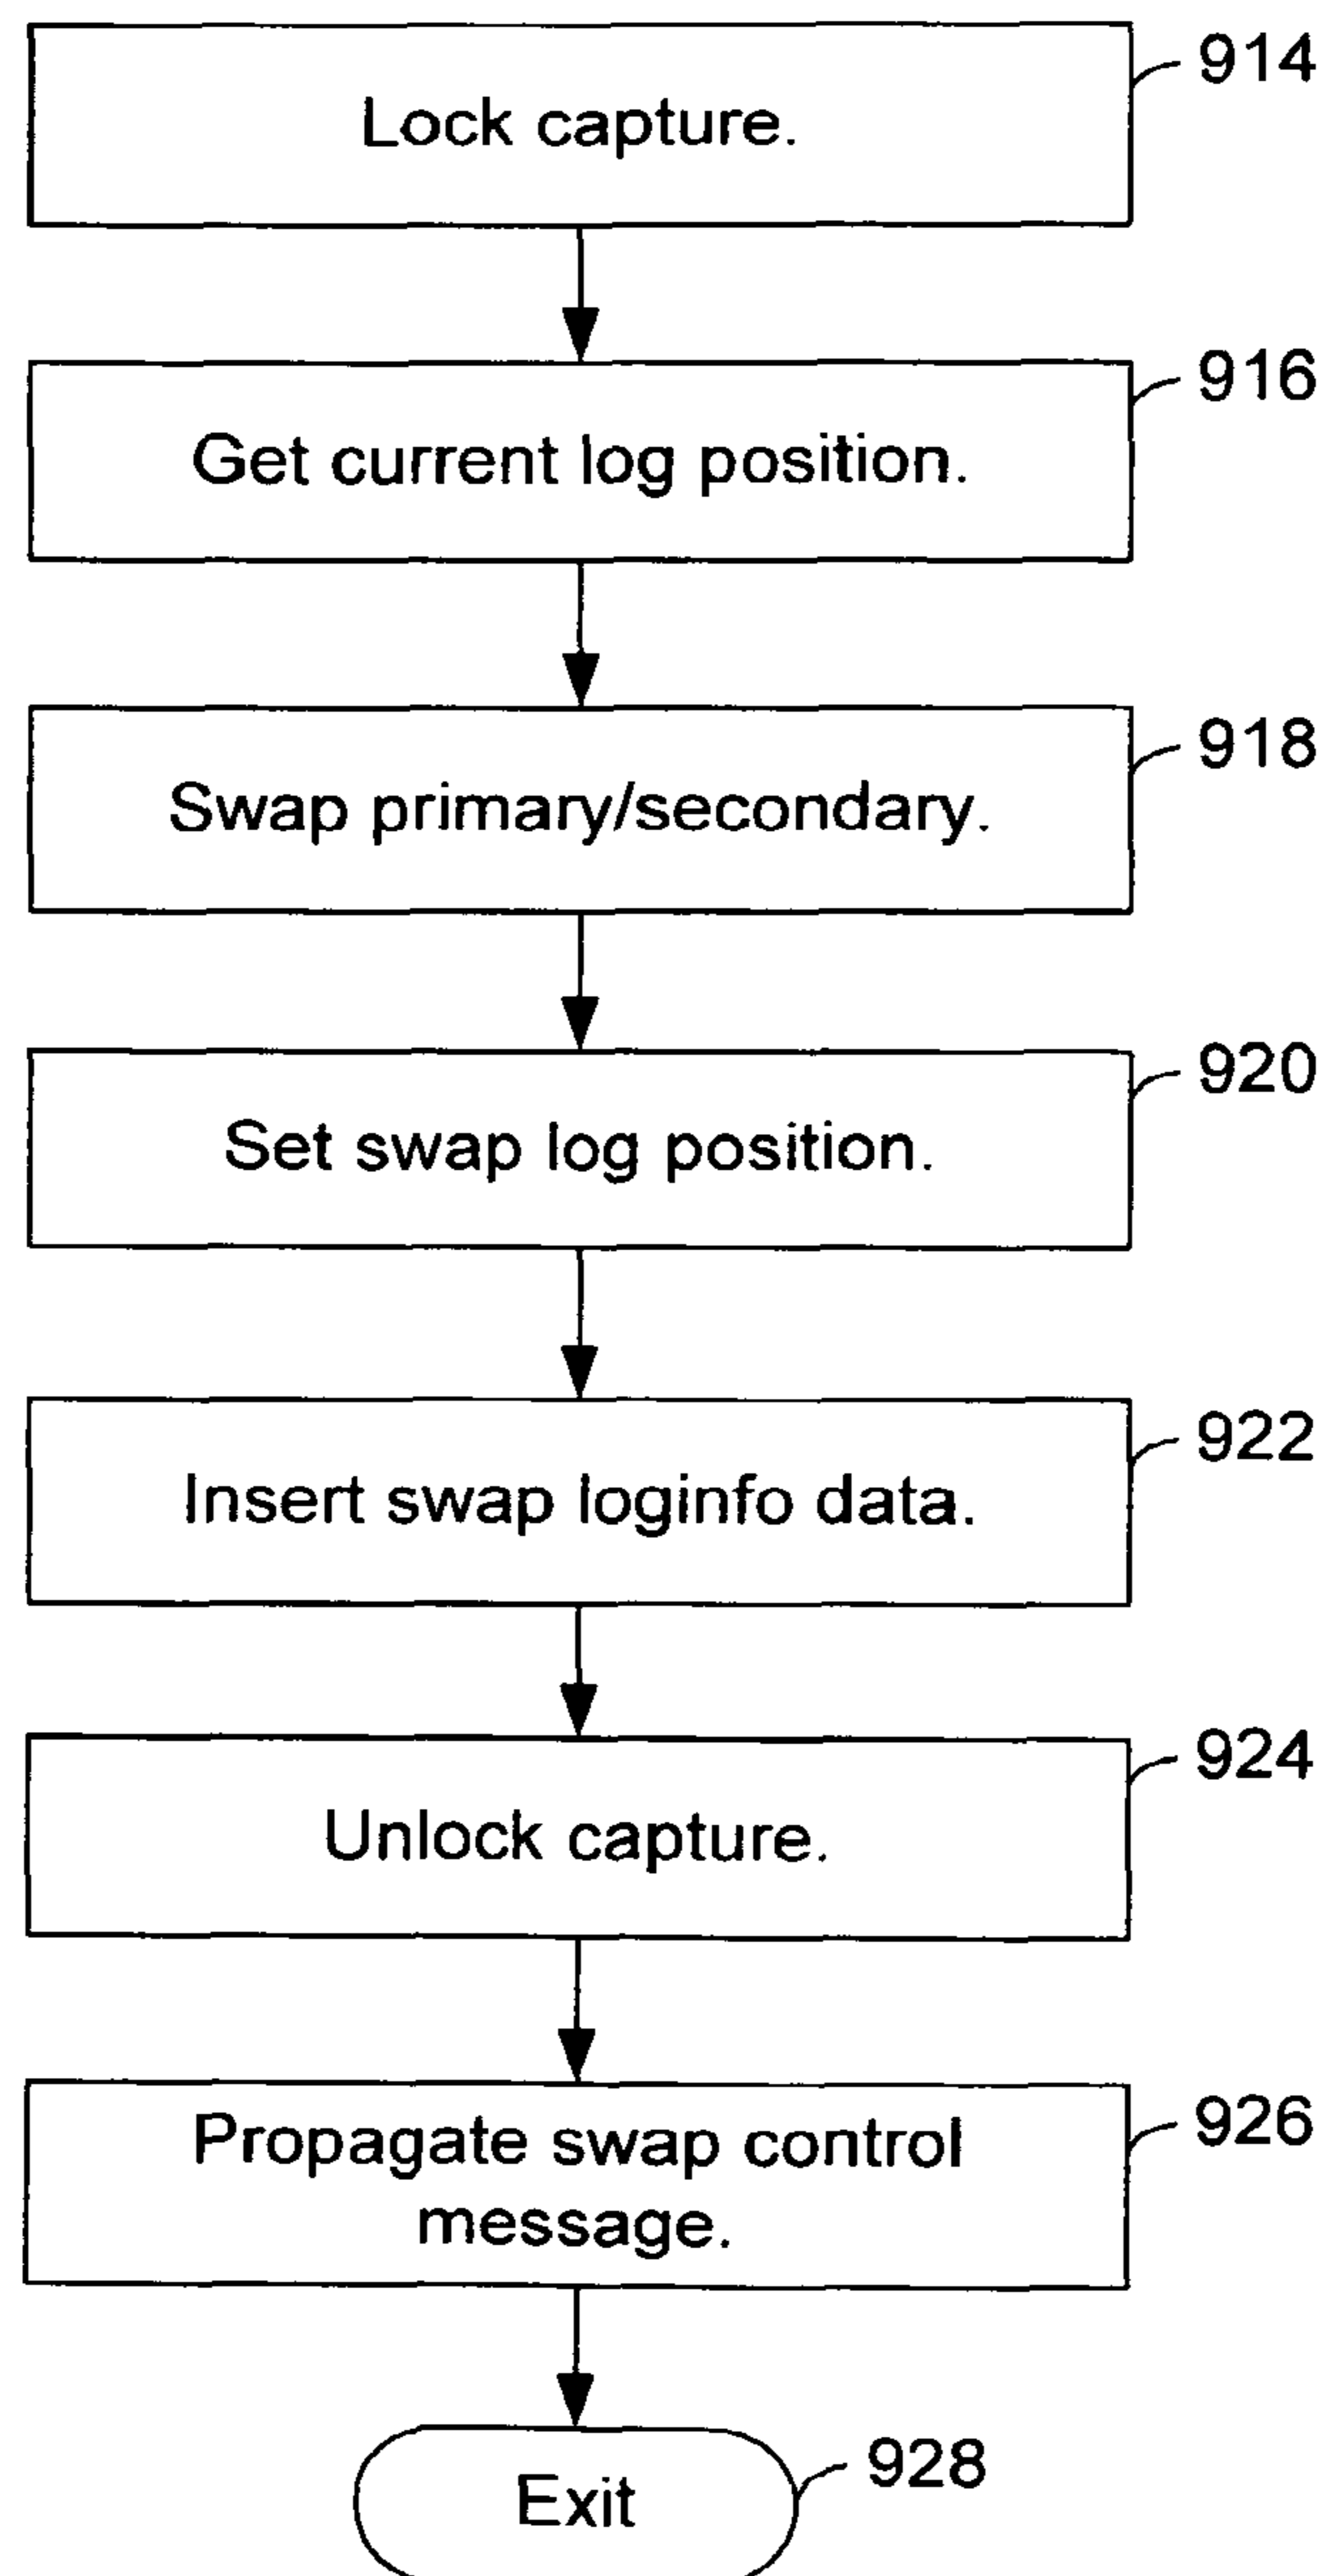 914
Lock capture.
916
Get current log position.
918
Swap primary/secondary.
920
Set swap log position.
922
Insert swap loginfo data.
924
Unlock capture.
926
Propagate swap control
message.
928
Exit